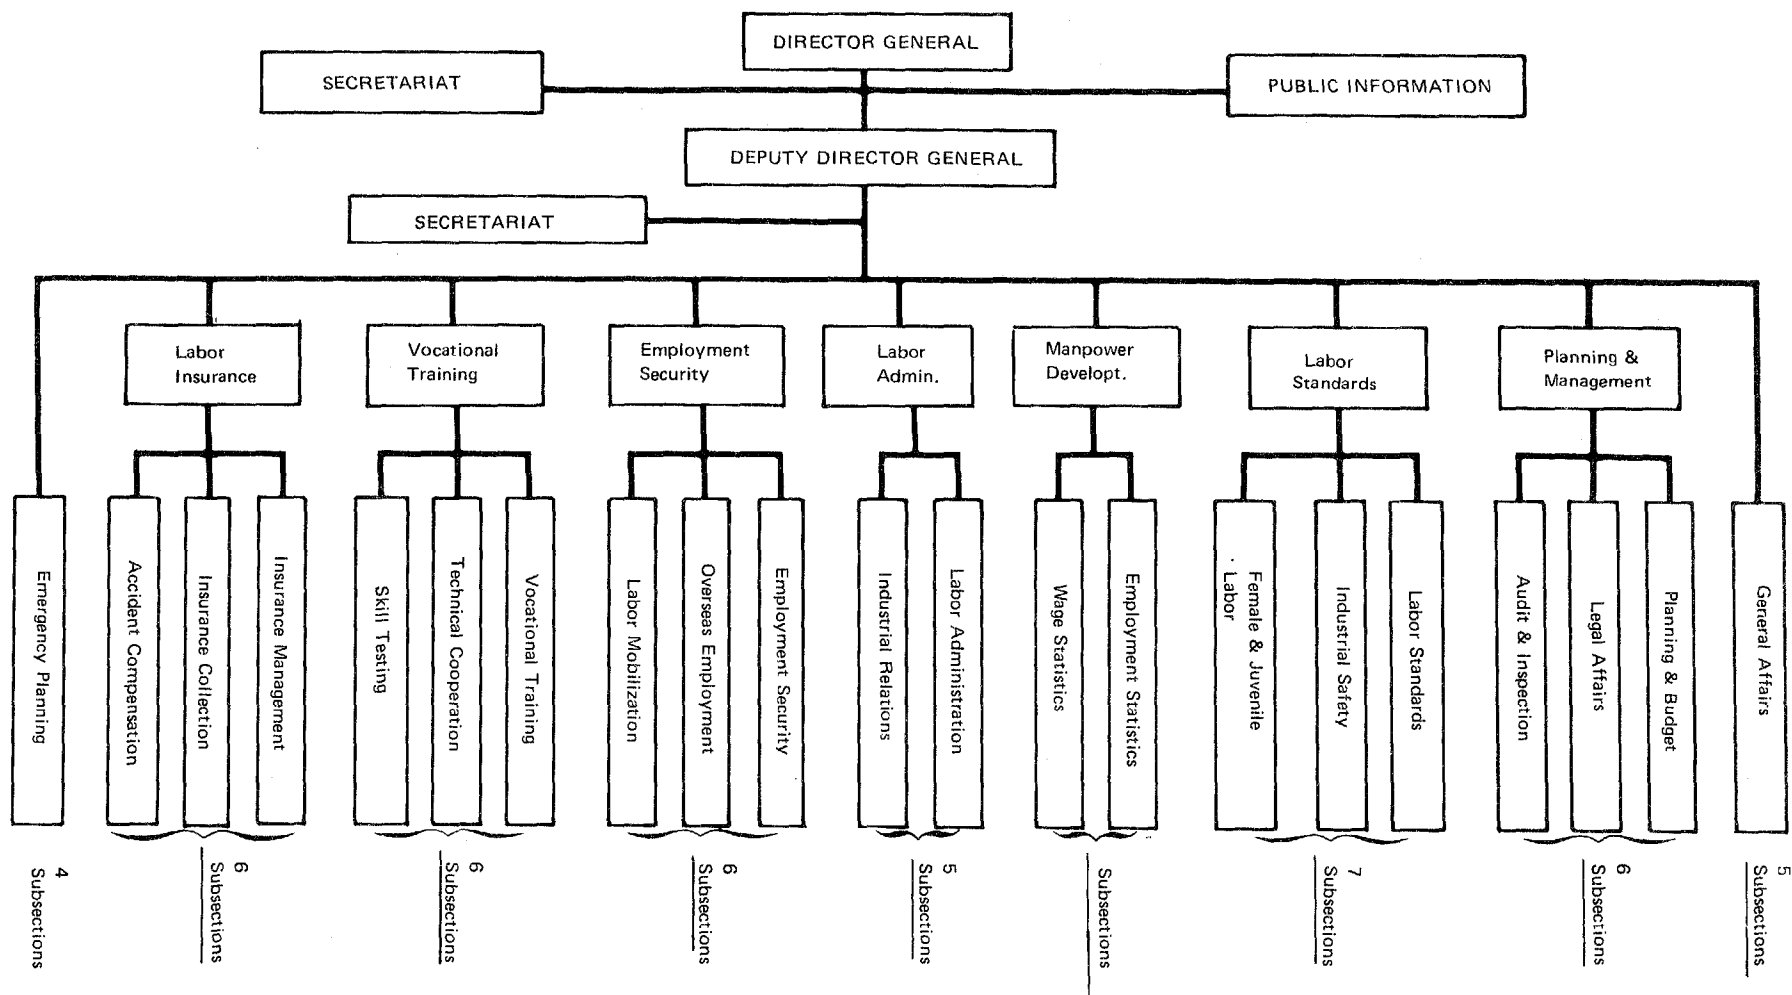 DIRECTOR GENERAL
SECRETARIAT
PUBLIC INFORMATION
DEPUTY DIRECTOR GENERAL
SECRETARIAT
Labor
Insurance
Vocational
Training
Employment
Security
Labor
Admin.
Manpower
Developt.
Labor
Standards
Planning &
Management
Emergency Planning
Accident Compensation
Insurance Collection
Insurance Management
Skill Testing
Technical Cooperation
Vocational Training
Labor Mobilization
Overseas Employment
Employment Security
Industrial Relations
Labor Administration
Wage Statistics
Employment Statistics
Female & Juvenile
Labor
Industrial Safety
Labor Standards
Audit & Inspection
Legal Affairs
Planning & Budget
General Affairs
4
Subsections
6
Subsections
6
Subsections
6
Subsections
5
Subsections
Subsections
7
Subsections
6
Subsections
5
Subsections